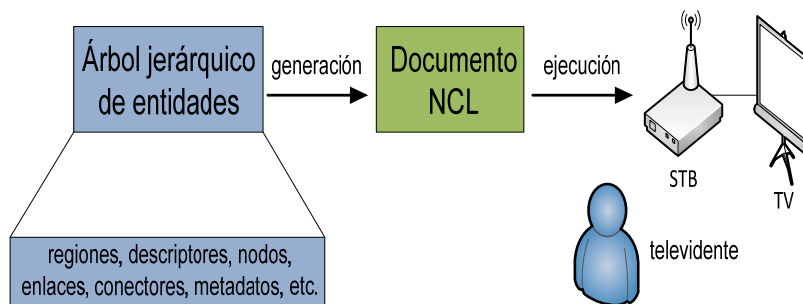 Árbol jerárquico
de entidades
generación
Documento
NCL
ejecución
STB
TV
televidente
regiones, descriptores, nodos,
enlaces, conectores, metadatos, etc.